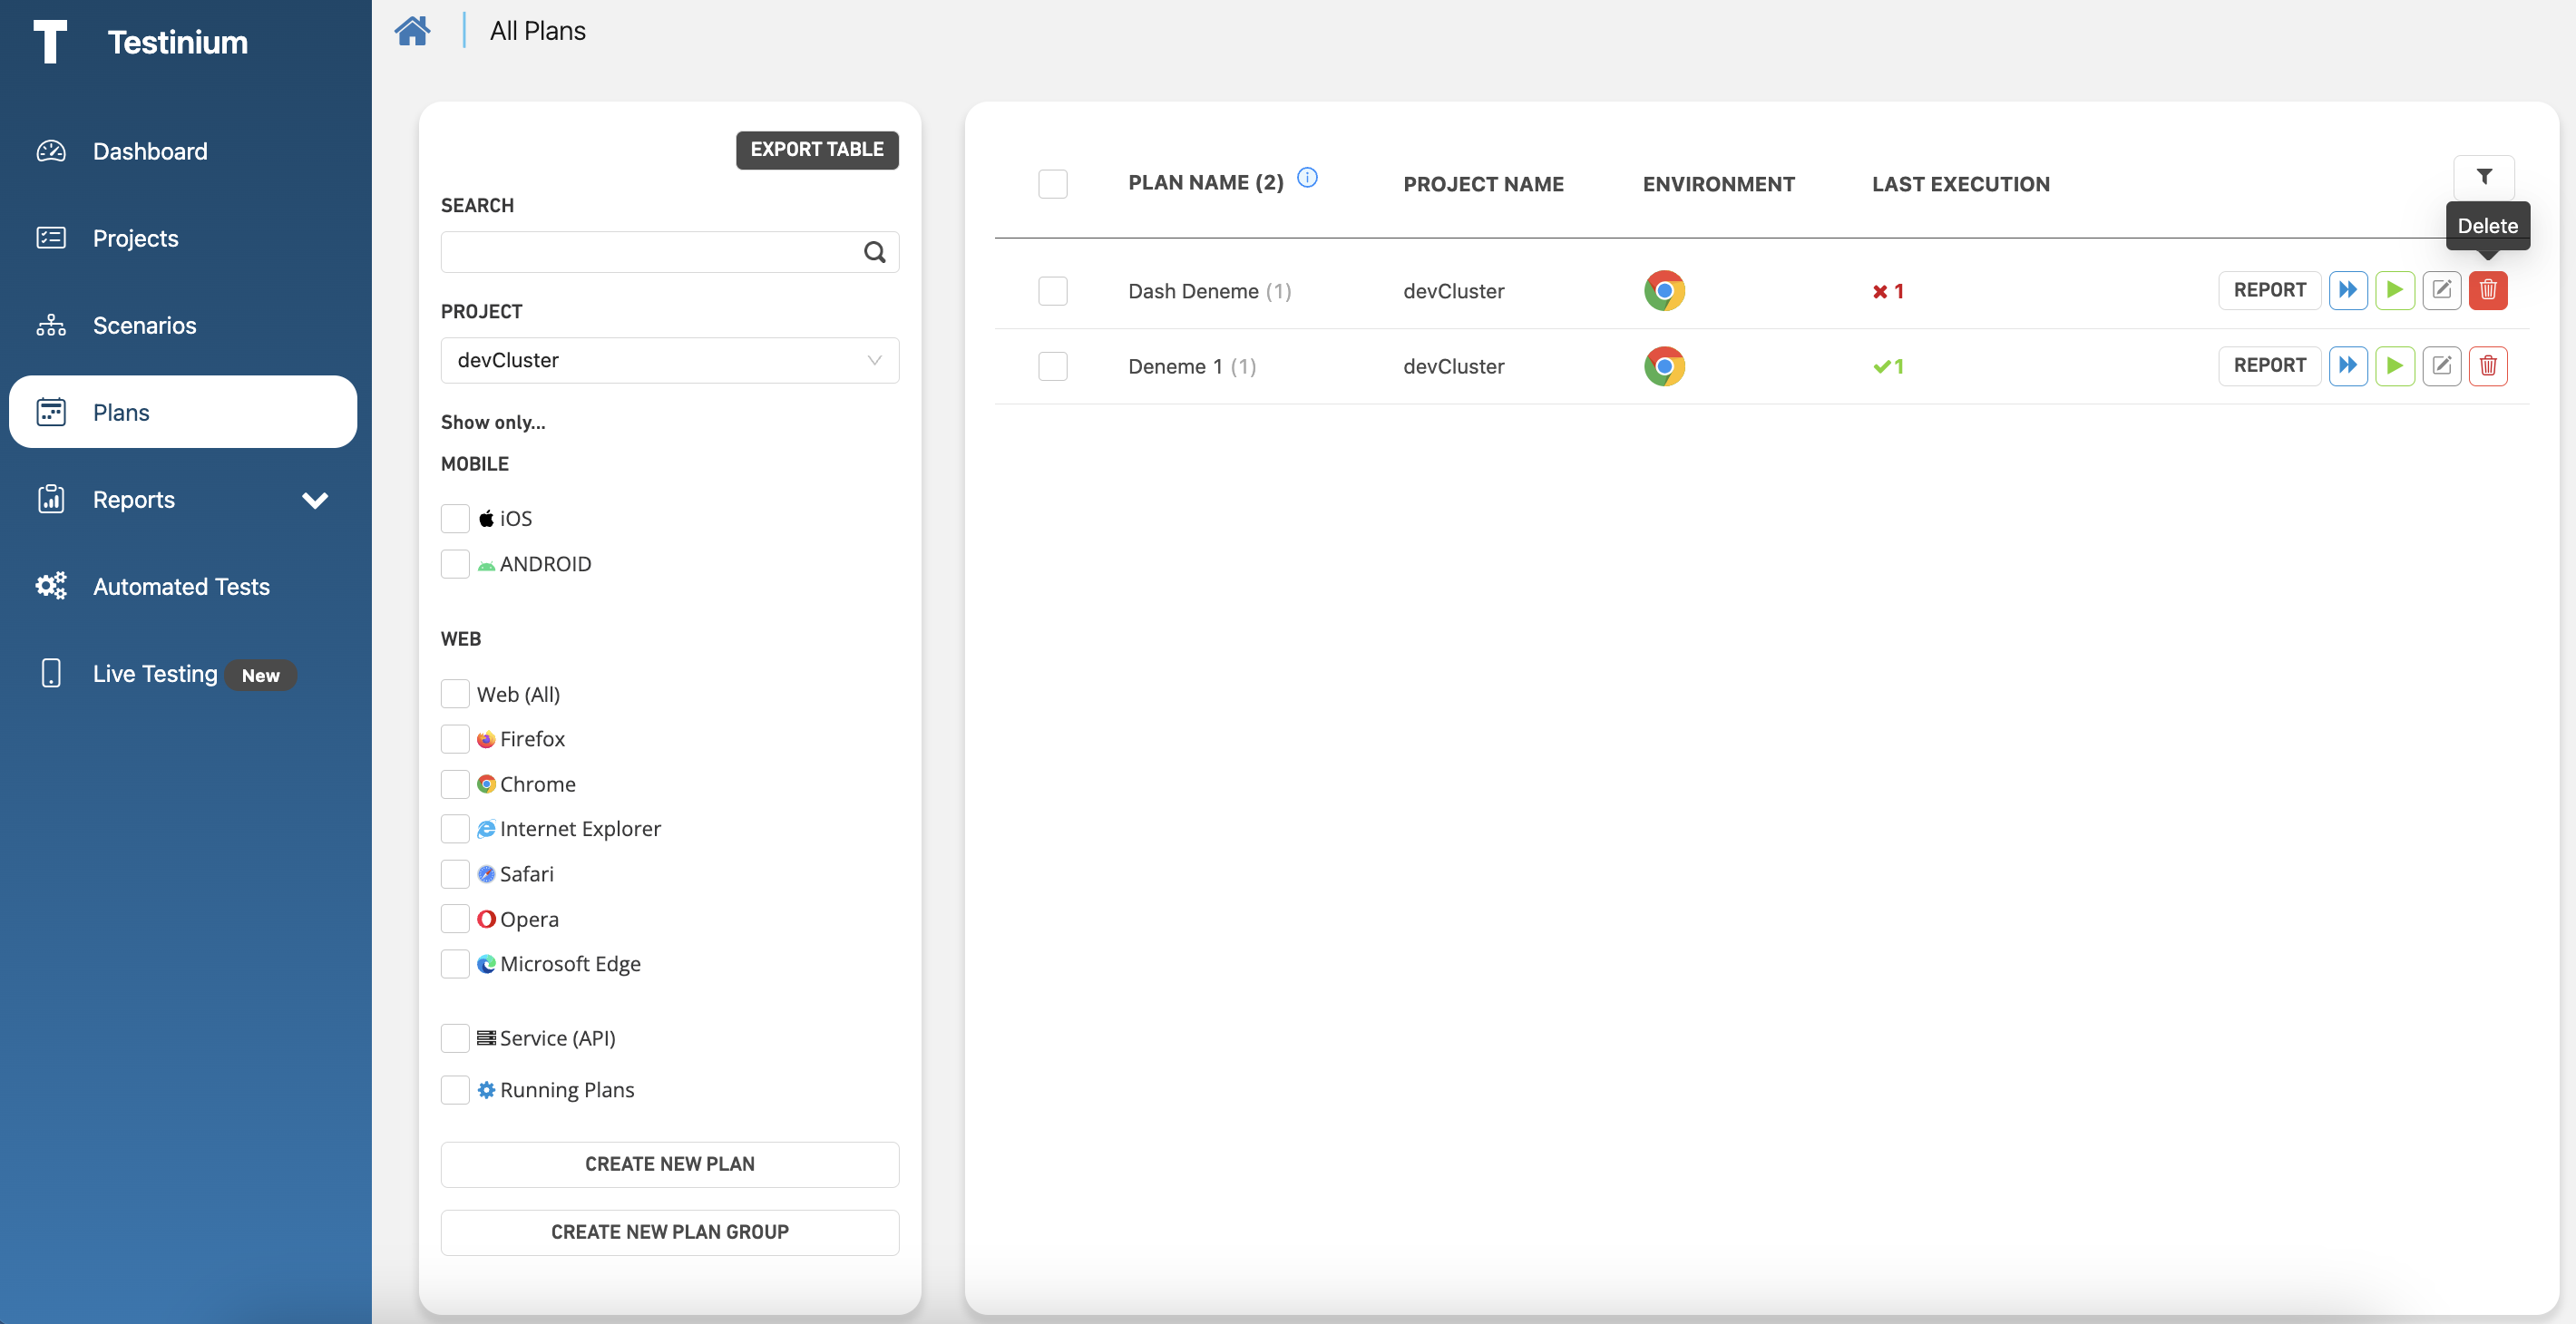 T Testinium
All Plans
Dashboard
Projects
Scenarios
Plans
Reports
Automated Tests
Live Testing New
EXPORT TABLE
SEARCH
PROJECT
devCluster
Show only...
MOBILE
iOS
ANDROID
WEB
Web (All)
Firefox
Chrome
Internet Explorer
Safari
Opera
Microsoft Edge
Service (API)
Running Plans
CREATE NEW PLAN
CREATE NEW PLAN GROUP
PLAN NAME (2) PROJECT NAME ENVIRONMENT LAST EXECUTION
Delete
Dash Deneme (1) devCluster 1 REPORT
Deneme 1 (1) devCluster 1 REPORT